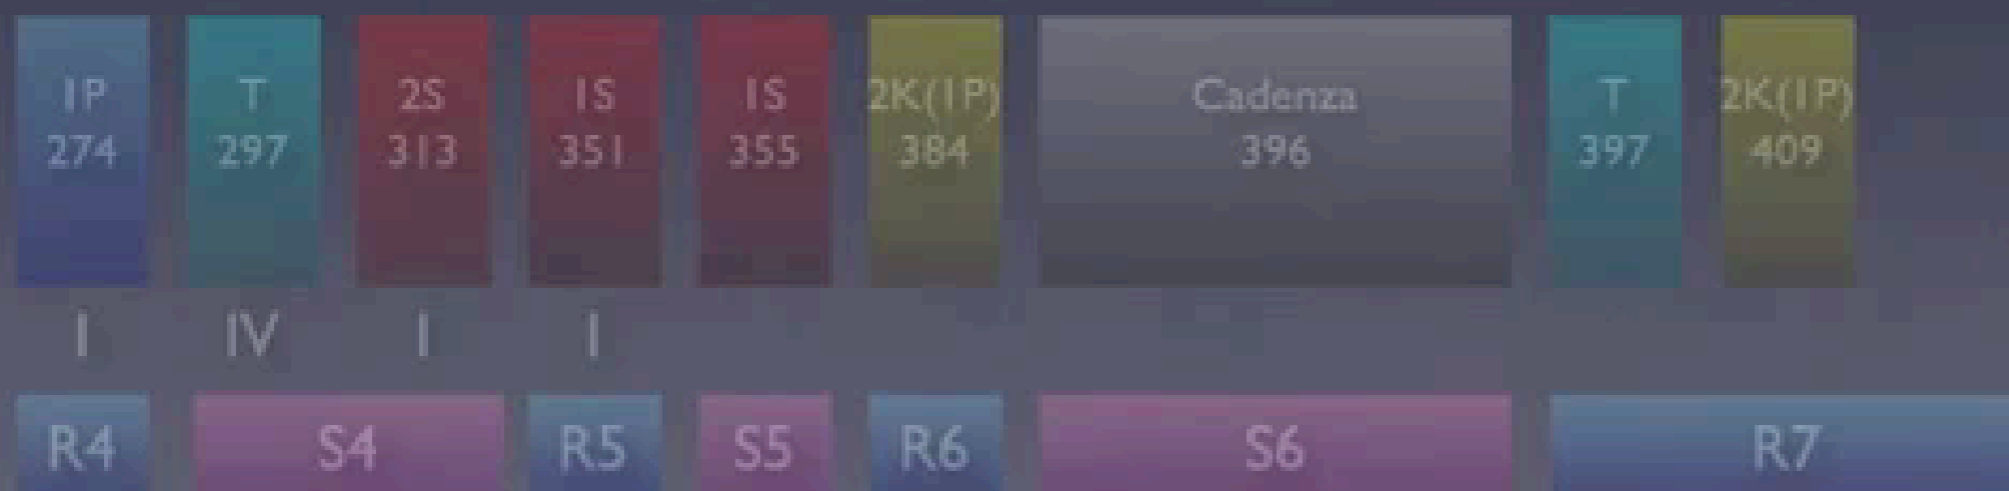 1P T 2S 1S 1S 2K(1P) Cadenza T 2K(1P)
274 297 313 351 355 384 396 397 409
I IV I I
R4 S4 R5 S5 R6 S6 R7